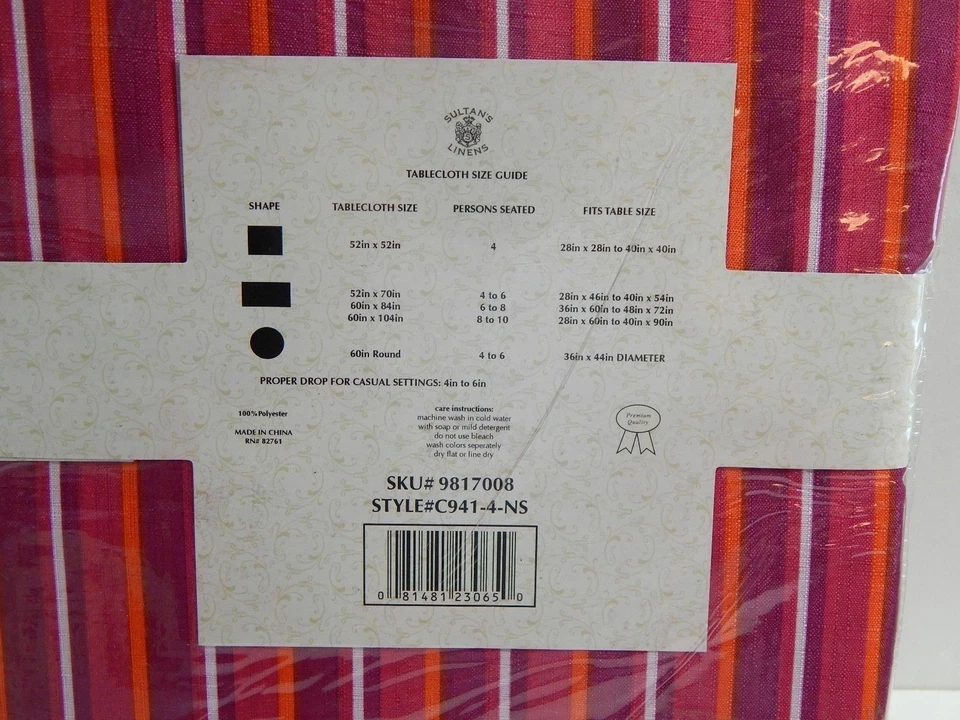 SULTAN'S
LINENS
TABLECLOTH SIZE GUIDE
SHAPE TABLECLOTH SIZE PERSONS SEATED FITS TABLE SIZE
52in x 52in 4 28in x 28in to 40in x 40in
52in x 70in 4 to 6 28in x 46in to 40in x 54in
60in x 84in 6 to 8 36in x 60in to 48in x 72in
60in x 104in 8 to 10 28in x 60in to 40in x 90in
60in Round 4 to 6 36in x 44in DIAMETER
PROPER DROP FOR CASUAL SETTINGS: 4in to 6in
100%Polyester
MADE IN CHINA
RN# 82761
care instructions:
machine wash in cold water
with soap or mild detergent
do not use bleach
wash colors seperately
dry flat or line dry
Premium
Quality
SKU# 9817008
STYLE#C941-4-NS
0 81481 23065 0